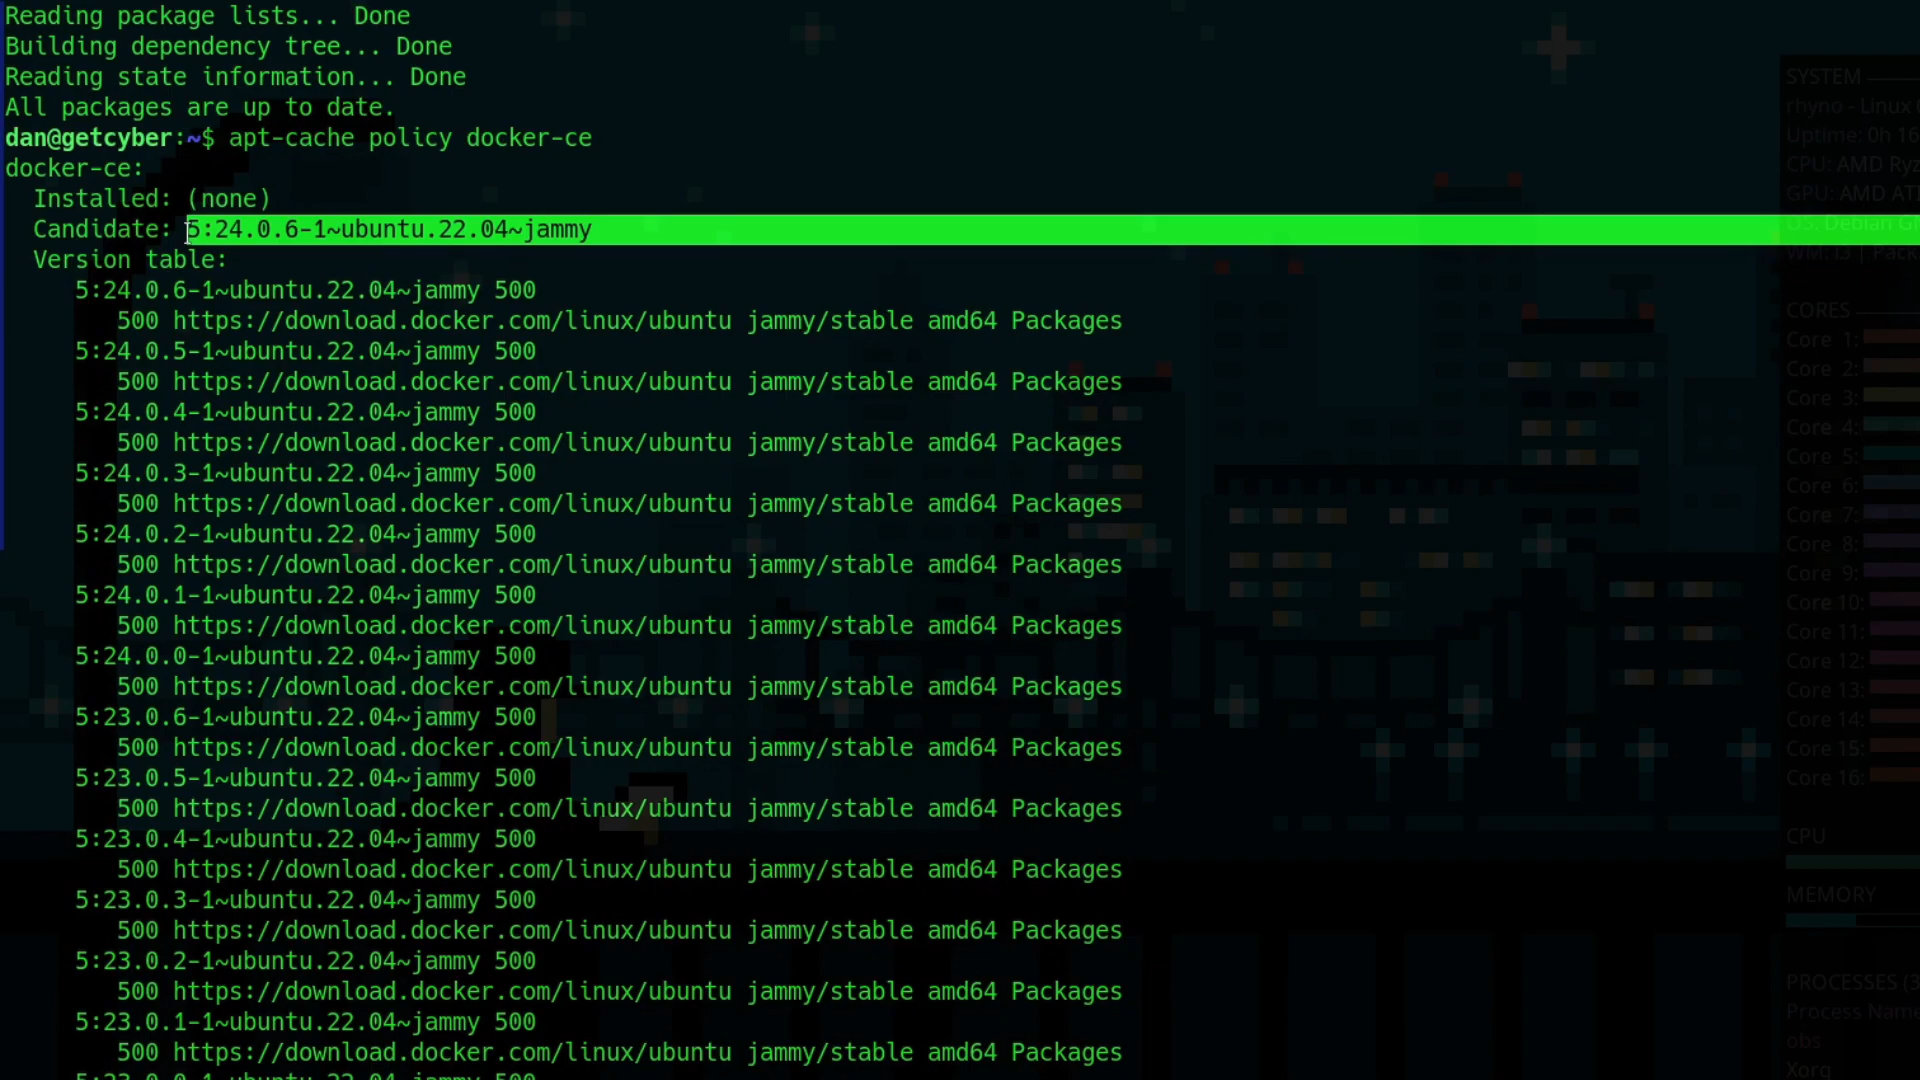 Reading package lists... Done
Building dependency tree... Done
Reading state information... Done
All packages are up to date.
dan@getcyber:~$ apt-cache policy docker-ce
docker-ce:
  Installed: (none)
  Candidate: 5:24.0.6-1~ubuntu.22.04~jammy
  Version table:
     5:24.0.6-1~ubuntu.22.04~jammy 500
        500 https://download.docker.com/linux/ubuntu jammy/stable amd64 Packages
     5:24.0.5-1~ubuntu.22.04~jammy 500
        500 https://download.docker.com/linux/ubuntu jammy/stable amd64 Packages
     5:24.0.4-1~ubuntu.22.04~jammy 500
        500 https://download.docker.com/linux/ubuntu jammy/stable amd64 Packages
     5:24.0.3-1~ubuntu.22.04~jammy 500
        500 https://download.docker.com/linux/ubuntu jammy/stable amd64 Packages
     5:24.0.2-1~ubuntu.22.04~jammy 500
        500 https://download.docker.com/linux/ubuntu jammy/stable amd64 Packages
     5:24.0.1-1~ubuntu.22.04~jammy 500
        500 https://download.docker.com/linux/ubuntu jammy/stable amd64 Packages
     5:24.0.0-1~ubuntu.22.04~jammy 500
        500 https://download.docker.com/linux/ubuntu jammy/stable amd64 Packages
     5:23.0.6-1~ubuntu.22.04~jammy 500
        500 https://download.docker.com/linux/ubuntu jammy/stable amd64 Packages
     5:23.0.5-1~ubuntu.22.04~jammy 500
        500 https://download.docker.com/linux/ubuntu jammy/stable amd64 Packages
     5:23.0.4-1~ubuntu.22.04~jammy 500
        500 https://download.docker.com/linux/ubuntu jammy/stable amd64 Packages
     5:23.0.3-1~ubuntu.22.04~jammy 500
        500 https://download.docker.com/linux/ubuntu jammy/stable amd64 Packages
     5:23.0.2-1~ubuntu.22.04~jammy 500
        500 https://download.docker.com/linux/ubuntu jammy/stable amd64 Packages
     5:23.0.1-1~ubuntu.22.04~jammy 500
        500 https://download.docker.com/linux/ubuntu jammy/stable amd64 Packages
SYSTEM
rhyno - Linux
Uptime: 0h 16
CPU: AMD Ryz
GPU: AMD ATI
OS: Debian G
WM: i3 | Pack
CORES
Core 1:
Core 2:
Core 3:
Core 4:
Core 5:
Core 6:
Core 7:
Core 8:
Core 9:
Core 10:
Core 11:
Core 12:
Core 13:
Core 14:
Core 15:
Core 16:
CPU
MEMORY
PROCESSES (3
Process Name
obs
Xorg